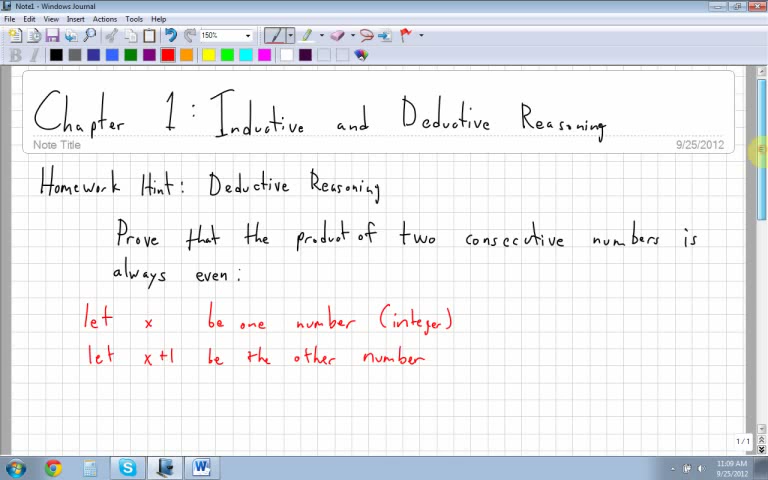 Note1 - Windows Journal
File Edit View Insert Actions Tools Help
150%
B I
Chapter 1: Inductive and Deductive Reasoning
Note Title
9/25/2012
Homework Hint: Deductive Reasoning
Prove that the product of two consecutive numbers is
always even:
let x be one number (integer)
let x+1 be the other number
1 / 1
11:09 AM
9/25/2012